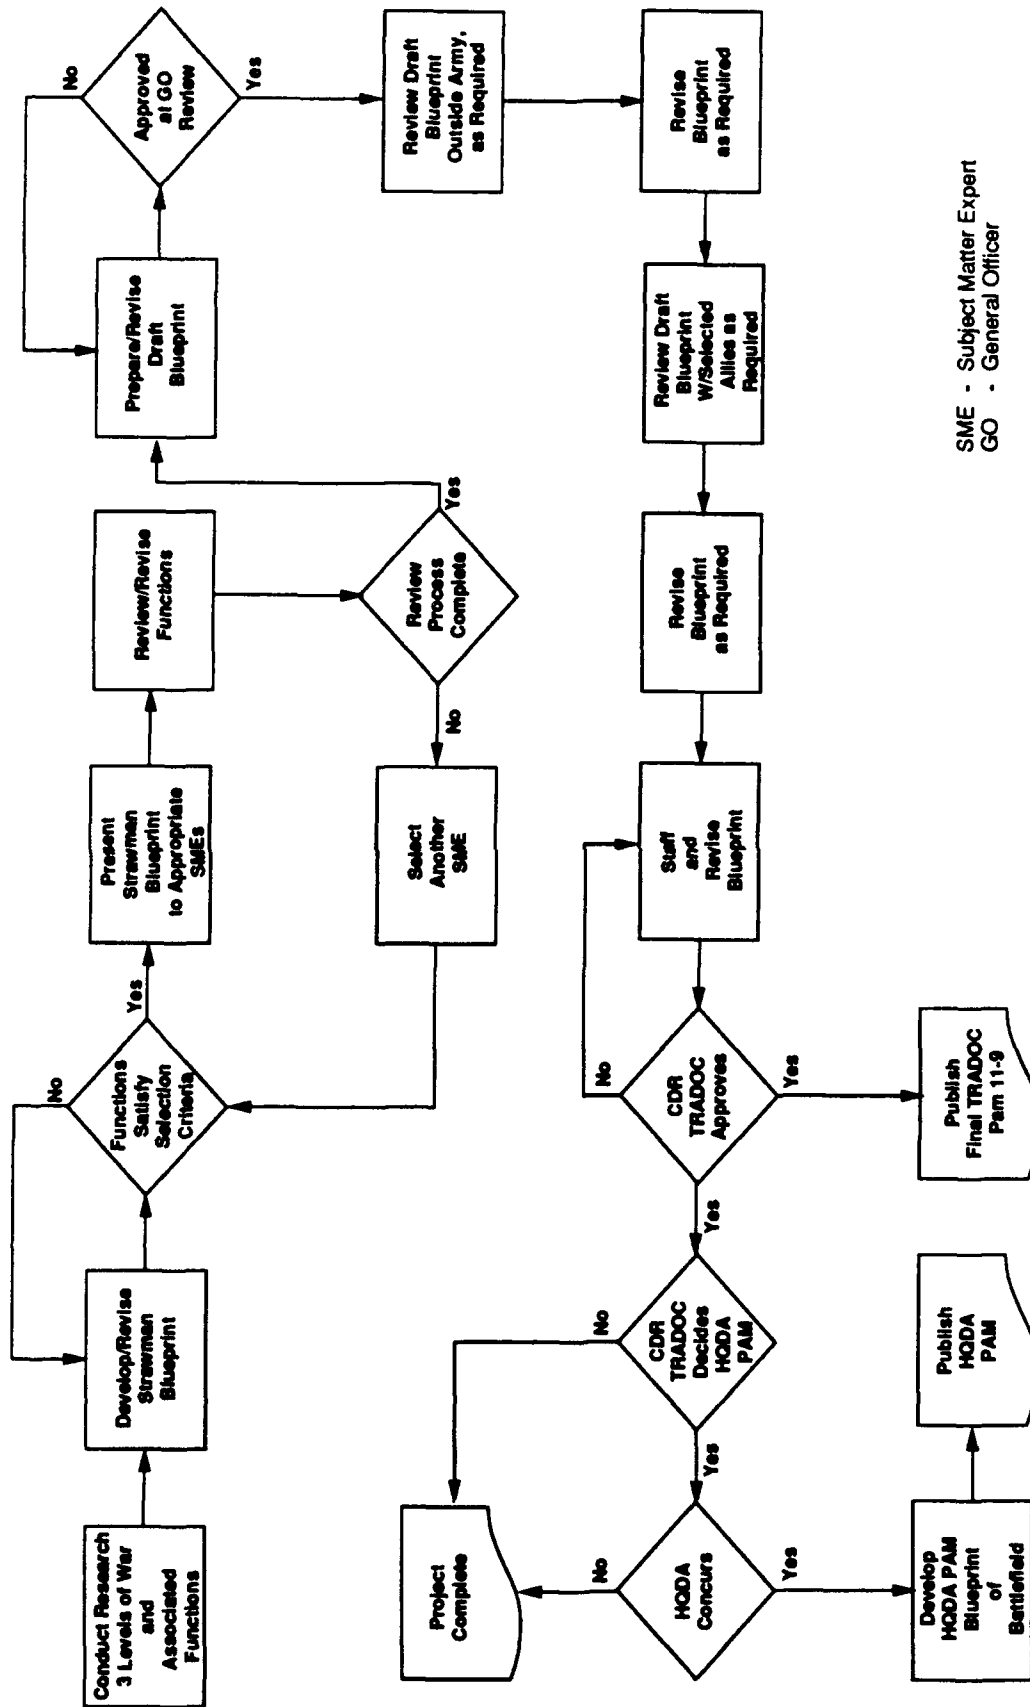 Conduct Research
3 Levels of War
and
Associated
Functions
Develop/Revise
Strawman
Blueprint
No
Functions
Satisfy
Selection
Criteria
Yes
Present
Strawman
Blueprint
to Appropriate
SMEs
Review/Revise
Functions
Review
Process
Complete
No
Select
Another
SME
Yes
Prepare/Revise
Draft
Blueprint
No
Approved
at GO
Review
Yes
Review Draft
Blueprint
Outside Army,
as Required
Revise
Blueprint
as Required
Review Draft
Blueprint
W/Selected
Allies as
Required
Revise
Blueprint
as Required
Staff
and
Revise
Blueprint
No
CDR
TRADOC
Approves
Yes
Publish
Final TRADOC
Pam 11-9
Yes
CDR
TRADOC
Decides
HQDA
PAM
No
Project
Complete
Yes
HQDA
Concurs
No
Yes
Develop
HQDA PAM
Blueprint
of
Battlefield
Publish
HQDA
PAM
SME - Subject Matter Expert
GO - General Officer